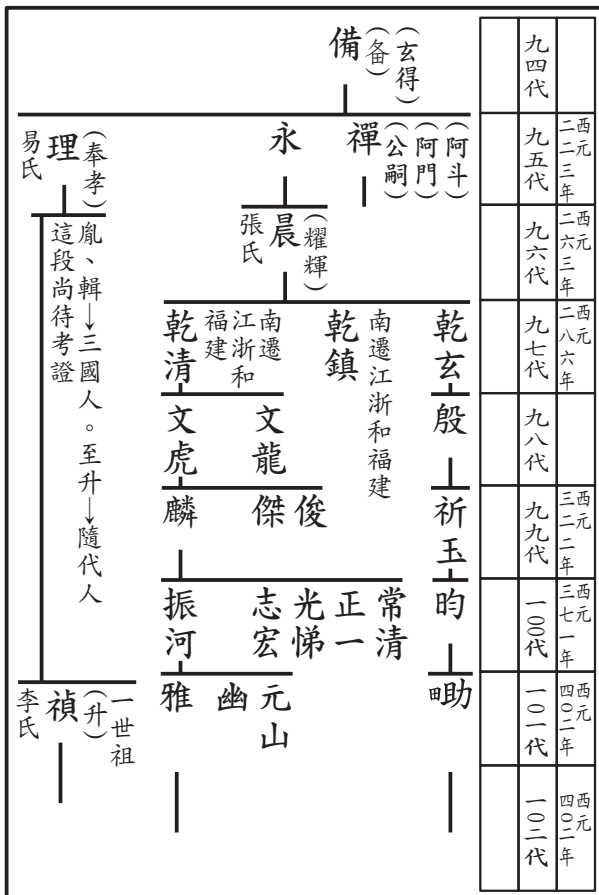 九四代
西元
二二三年
九五代
西元
二六三年
九六代
西元
二八六年
九七代
九八代
西元
三二二年
九九代
西元
三七一年
一〇〇代
西元
四〇二年
一〇一代
西元
四〇二年
一〇二代
(玄得)
(备)
備
(阿斗)
(阿門)
(公嗣)
禪
永
(奉孝)
理
易氏
(耀輝)
晨
張氏
胤、輯→三國人。至升→隨代人
這段尚待考證
乾玄
南遷江浙和福建
乾鎮
南遷
江浙和
福建
乾清
殷
文龍
文虎
祈玉
俊
傑
麟
昀
常清
正一
光悌
志宏
振河
元山
幽
雅
一世祖
(升)
禎
李氏